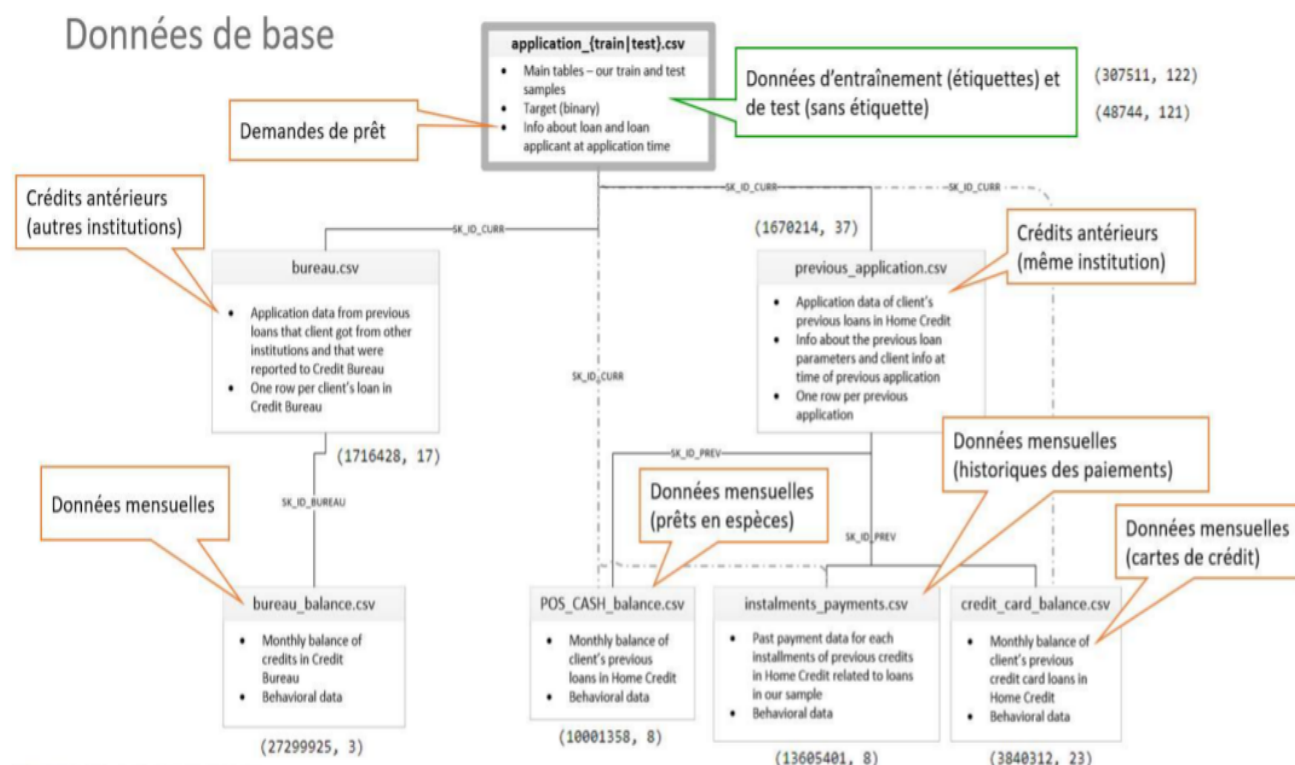 Données de base
application_{train|test}.csv
• Main tables – our train and test
samples
• Target (binary)
• Info about loan and loan
applicant at application time
Données d'entraînement (étiquettes) et
de test (sans étiquette)
(307511, 122)
(48744, 121)
Demandes de prêt
Crédits antérieurs
(autres institutions)
SK_ID_CURR
SK_ID_CURR
SK_ID_CURR
(1670214, 37)
Crédits antérieurs
(même institution)
bureau.csv
• Application data from previous
loans that client got from other
institutions and that were
reported to Credit Bureau
• One row per client's loan in
Credit Bureau
previous_application.csv
• Application data of client's
previous loans in Home Credit
• Info about the previous loan
parameters and client info at
time of previous application
• One row per previous
application
SK_ID_CURR
(1716428, 17)
Données mensuelles
(historiques des paiements)
SK_ID_PREV
Données mensuelles
SK_ID_BUREAU
Données mensuelles
(prêts en espèces)
SK_ID_PREV
Données mensuelles
(cartes de crédit)
bureau_balance.csv
• Monthly balance of
credits in Credit
Bureau
• Behavioral data
POS_CASH_balance.csv
• Monthly balance of
client's previous
loans in Home Credit
• Behavioral data
instalments_payments.csv
• Past payment data for each
installments of previous credits
in Home Credit related to loans
in our sample
• Behavioral data
credit_card_balance.csv
• Monthly balance of
client's previous
credit card loans in
Home Credit
• Behavioral data
(27299925, 3)
(10001358, 8)
(13605401, 8)
(3840312, 23)